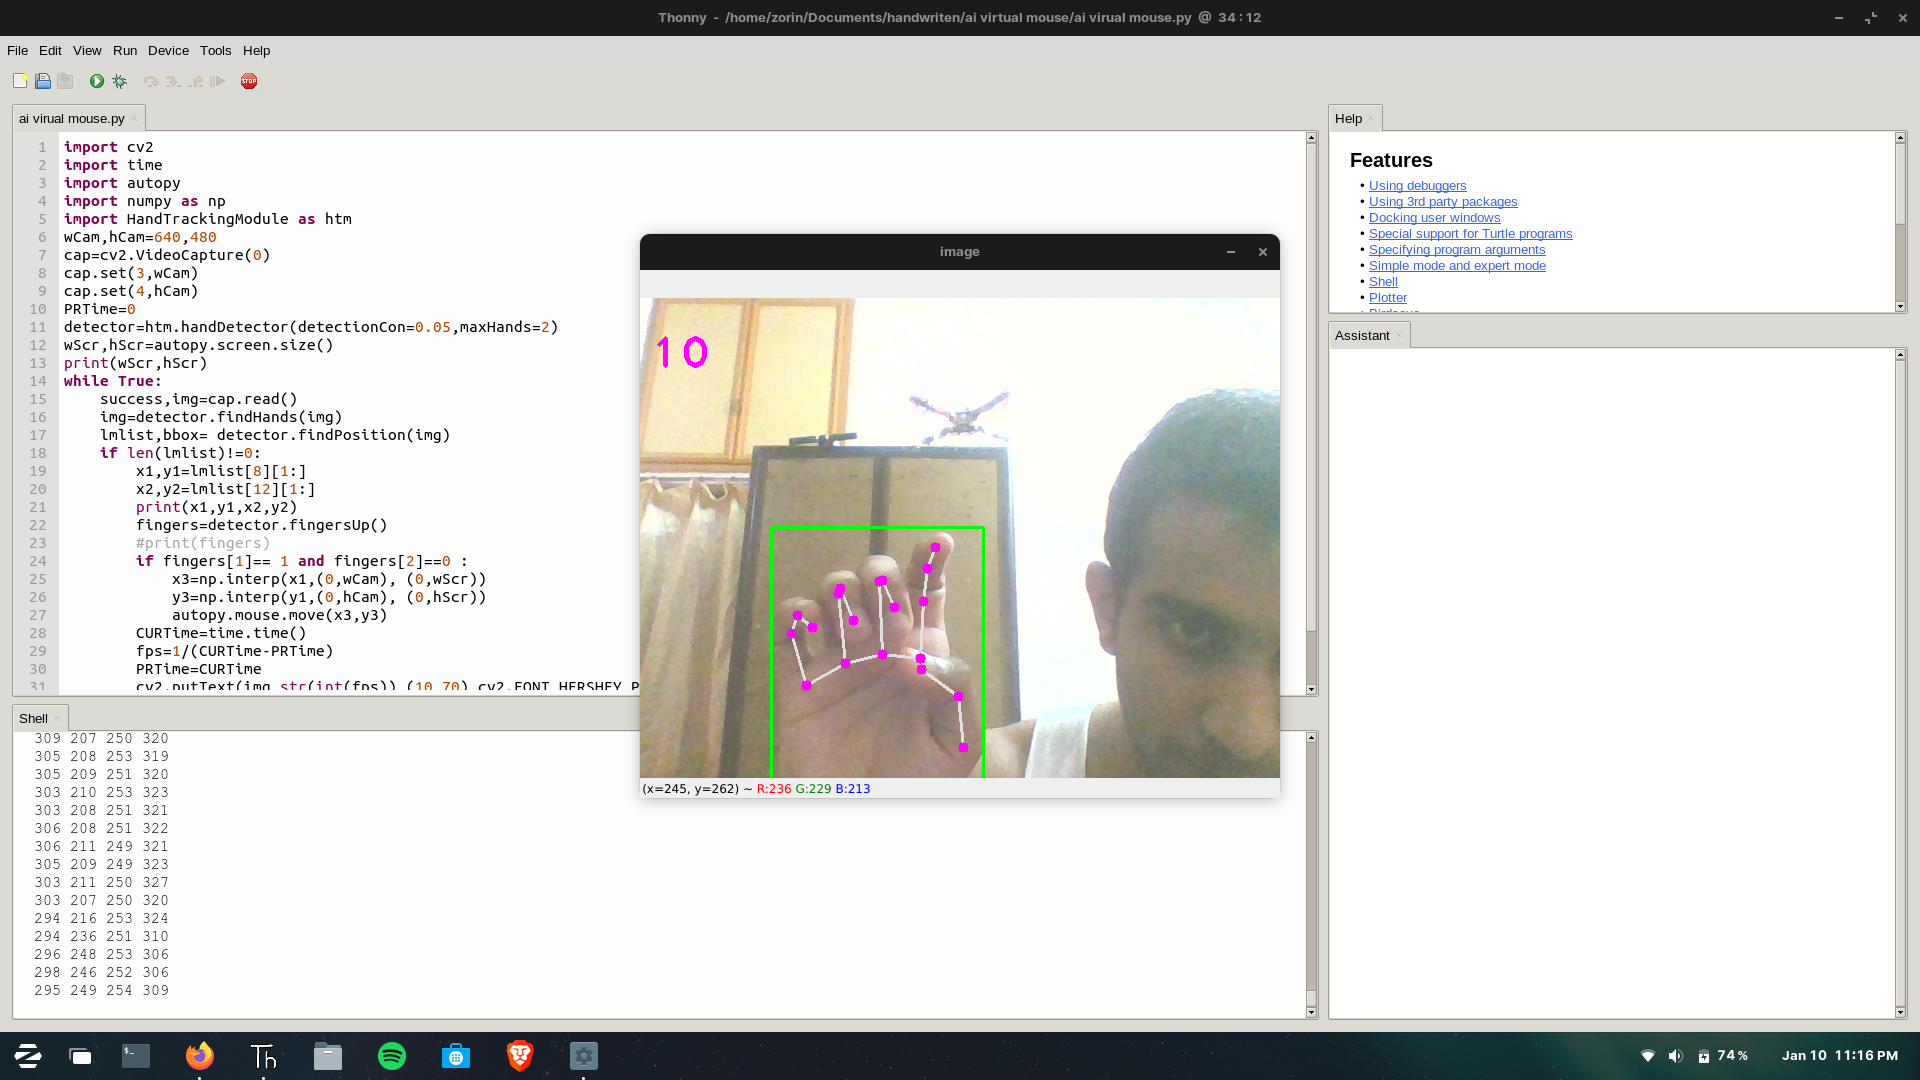 Thonny - /home/zorin/Documents/handwriten/ai virtual mouse/ai virual mouse.py @ 34 : 12
File Edit View Run Device Tools Help
STOP
ai virual mouse.py
1 import cv2
2 import time
3 import autopy
4 import numpy as np
5 import HandTrackingModule as htm
6 wCam,hCam=640,480
7 cap=cv2.VideoCapture(0)
8 cap.set(3,wCam)
9 cap.set(4,hCam)
10 PRTime=0
11 detector=htm.handDetector(detectionCon=0.05,maxHands=2)
12 wScr,hScr=autopy.screen.size()
13 print(wScr,hScr)
14 while True:
15 success,img=cap.read()
16 img=detector.findHands(img)
17 lmlist,bbox= detector.findPosition(img)
18 if len(lmlist)!=0:
19 x1,y1=lmlist[8][1:]
20 x2,y2=lmlist[12][1:]
21 print(x1,y1,x2,y2)
22 fingers=detector.fingersUp()
23 #print(fingers)
24 if fingers[1]== 1 and fingers[2]==0 :
25 x3=np.interp(x1,(0,wCam), (0,wScr))
26 y3=np.interp(y1,(0,hCam), (0,hScr))
27 autopy.mouse.move(x3,y3)
28 CURTime=time.time()
29 fps=1/(CURTime-PRTime)
30 PRTime=CURTime
31 cv2.putText(img,str(int(fps)),(10,70),cv2.FONT_HERSHEY_P
Shell
309 207 250 320
305 208 253 319
305 209 251 320
303 210 253 323
303 208 251 321
306 208 251 322
306 211 249 321
305 209 249 323
303 211 250 327
303 207 250 320
294 216 253 324
294 236 251 310
296 248 253 306
298 246 252 306
295 249 254 309
image
10
(x=245, y=262) ~ R:236 G:229 B:213
Help
Features
• Using debuggers
• Using 3rd party packages
• Docking user windows
• Special support for Turtle programs
• Specifying program arguments
• Simple mode and expert mode
• Shell
• Plotter
Assistant
Th
74%
Jan 10 11:16 PM